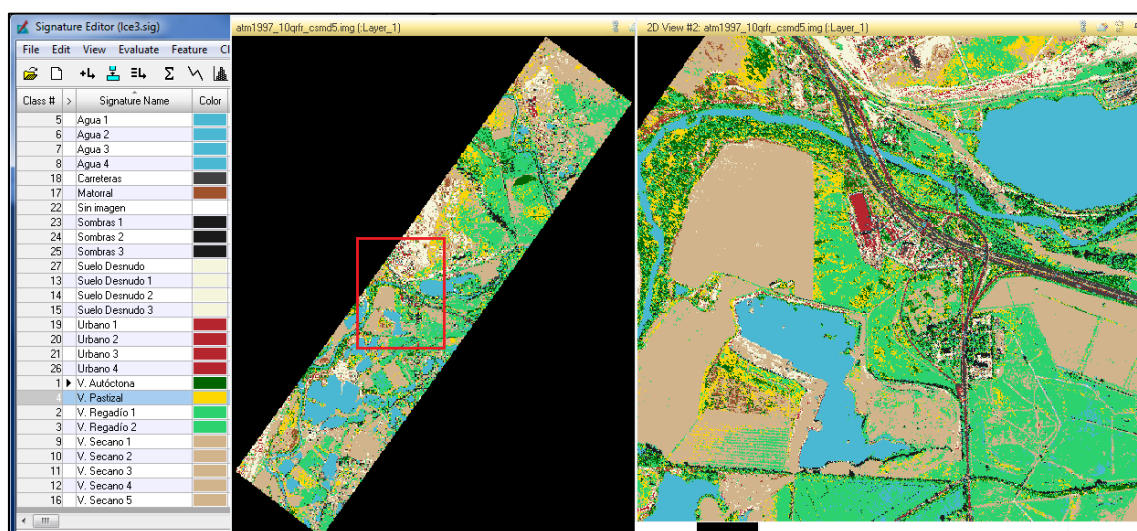 Signature Editor (lce3.sig)
File Edit View Evaluate Feature Cl
Class # > Signature Name Color
5 Agua 1
6 Agua 2
7 Agua 3
8 Agua 4
18 Carreteras
17 Matorral
22 Sin imagen
23 Sombras 1
24 Sombras 2
25 Sombras 3
27 Suelo Desnudo
13 Suelo Desnudo 1
14 Suelo Desnudo 2
15 Suelo Desnudo 3
19 Urbano 1
20 Urbano 2
21 Urbano 3
26 Urbano 4
1 V. Autóctona
4 V. Pastizal
2 V. Regadío 1
3 V. Regadío 2
9 V. Secano 1
10 V. Secano 2
11 V. Secano 3
12 V. Secano 4
16 V. Secano 5
atm1997_10qrfr_csmd5.img (:Layer_1)
2D View #2: atm1997_10qrfr_csmd5.img (:Layer_1)